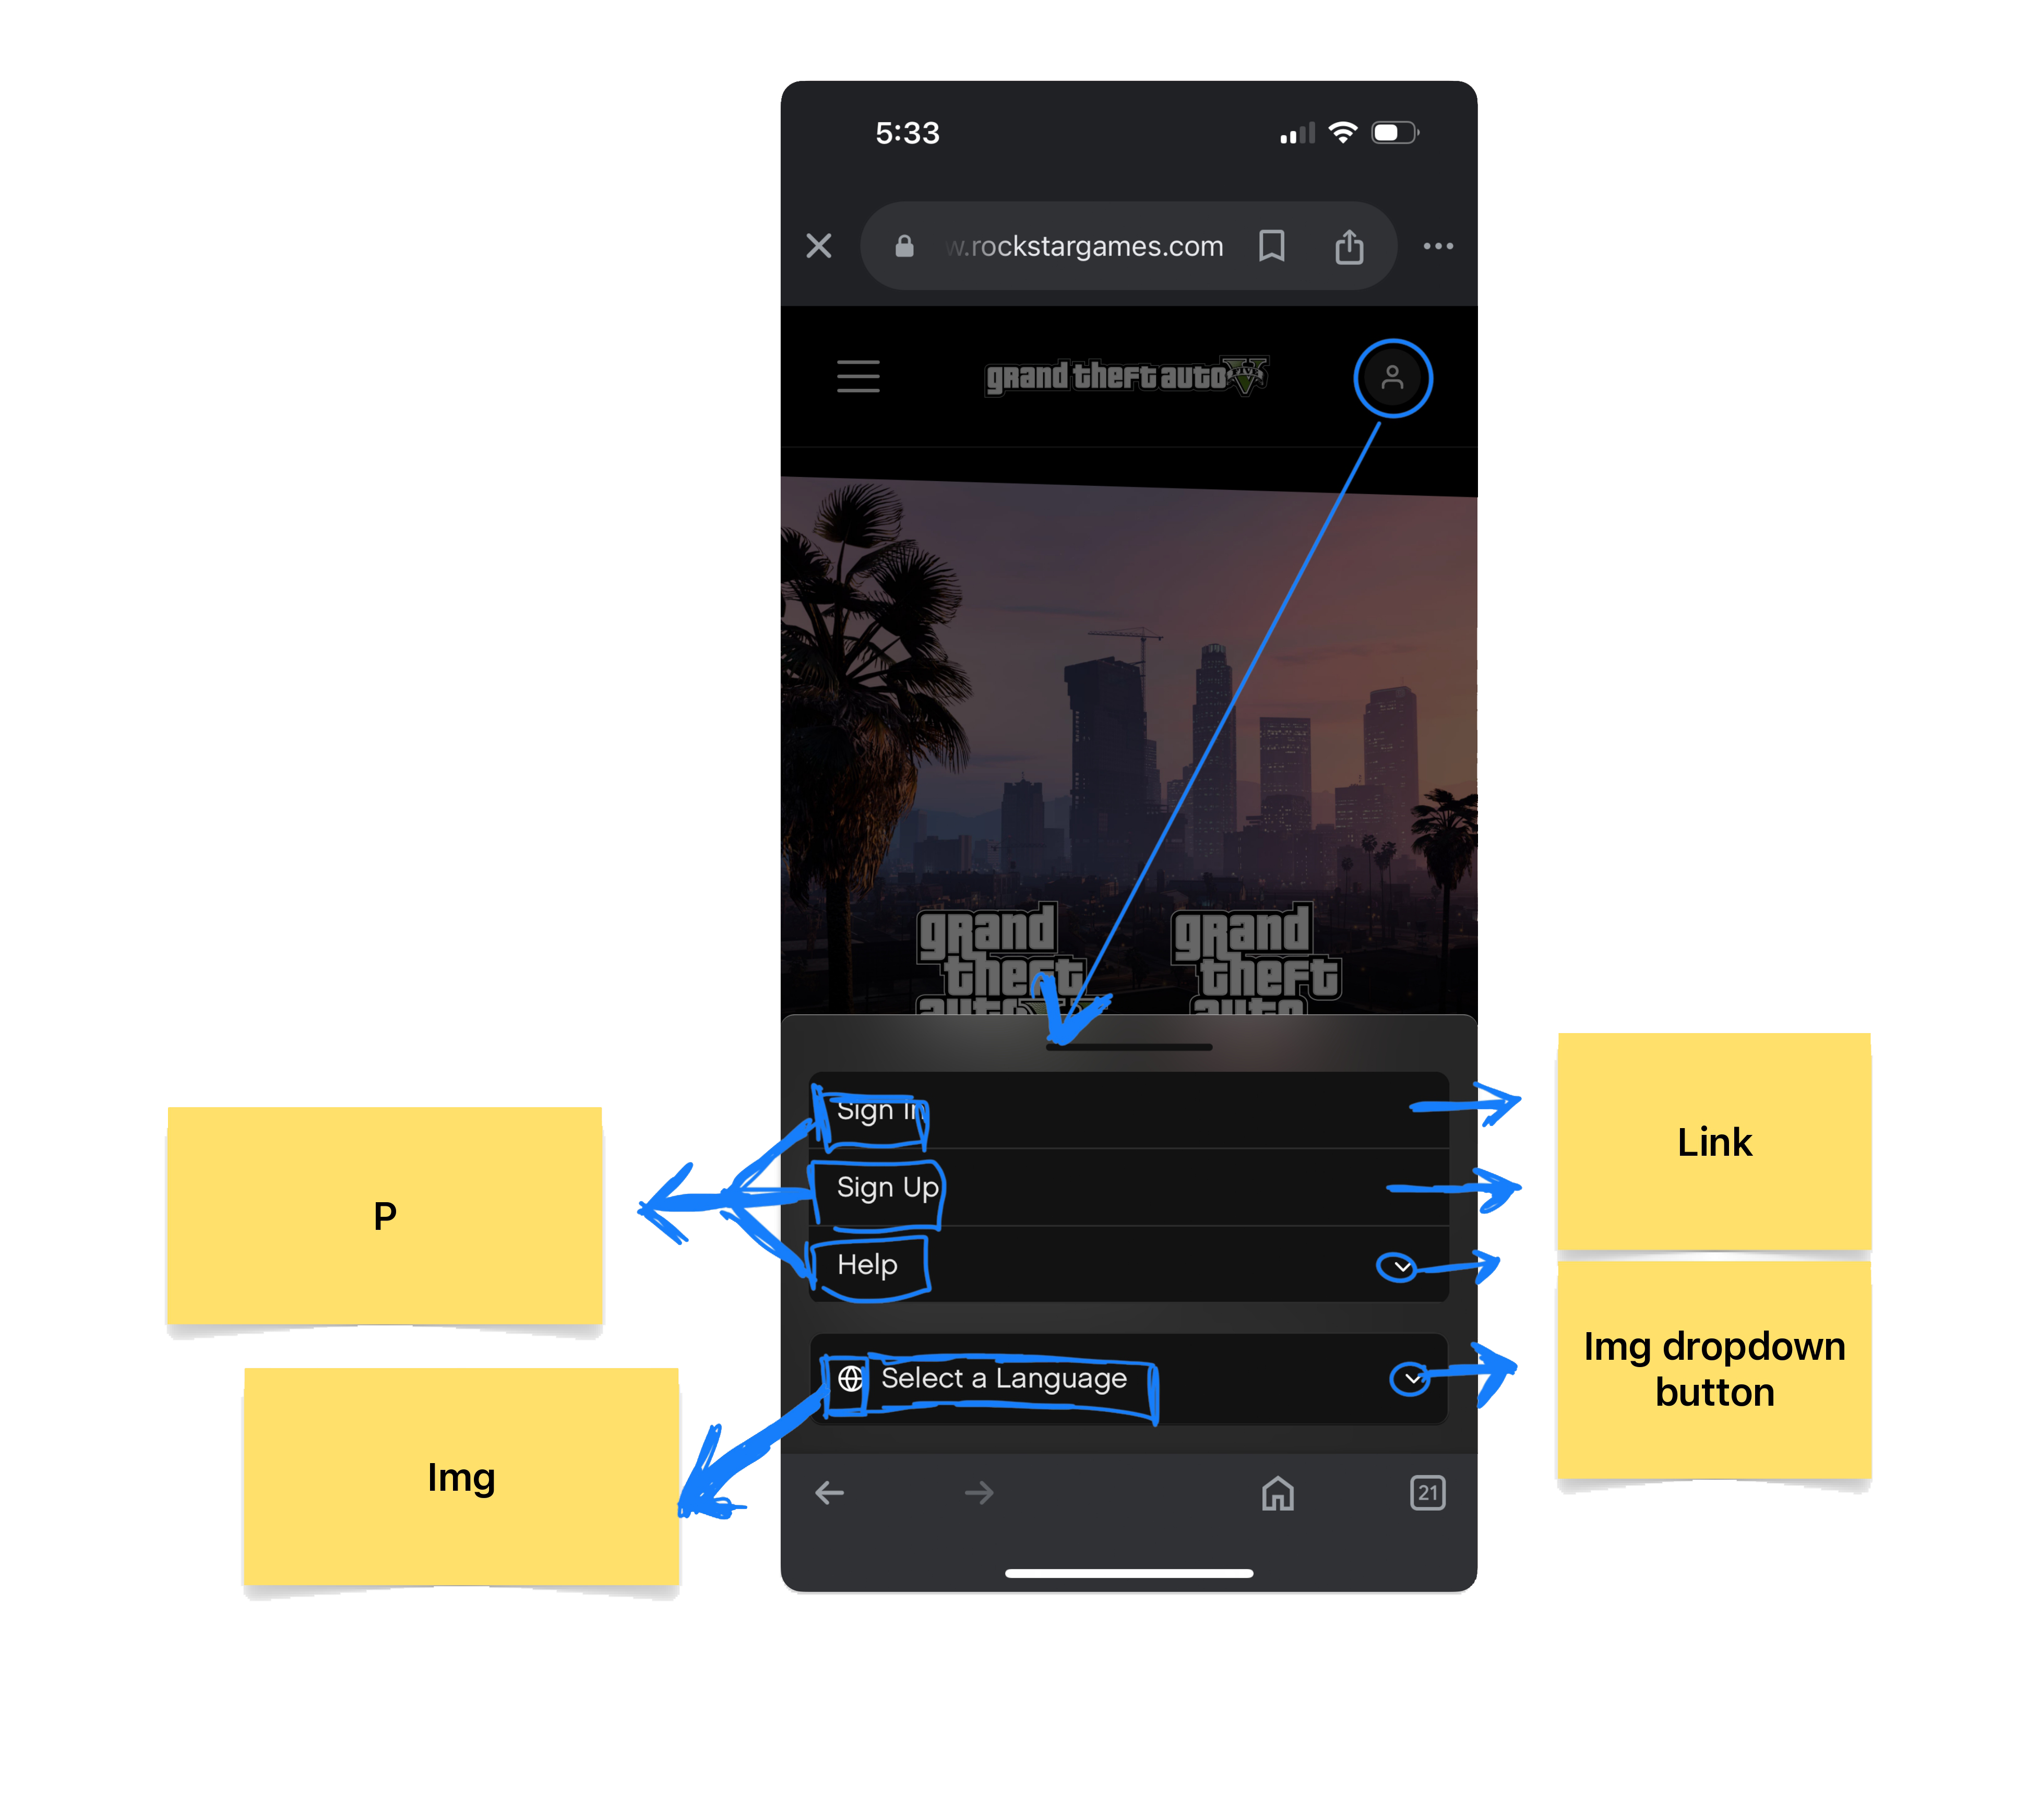 5:33
w.rockstargames.com
grand theft auto V
FIVE
grand
theft
auto
grand
theft
auto
Sign In
Link
Sign Up
P
Help
Img dropdown
button
Select a Language
Img
21